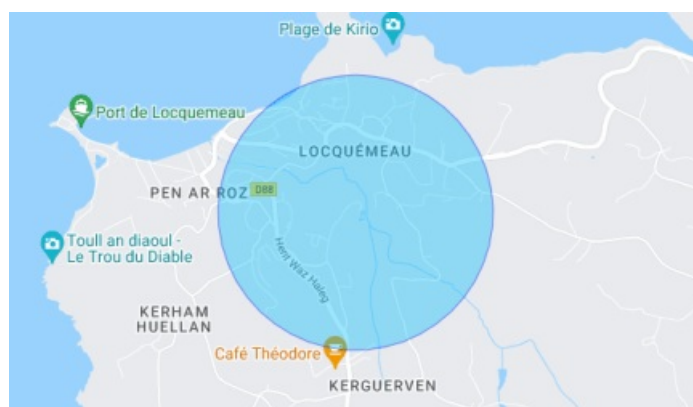 Plage de Kirio
Port de Locquemeau
LOCQUÉMEAU
PEN AR ROZ
D88
Toull an diaoul -
Le Trou du Diable
Hent Waz Haleg
KERHAM
HUELLAN
Café Théodore
KERGUERVEN